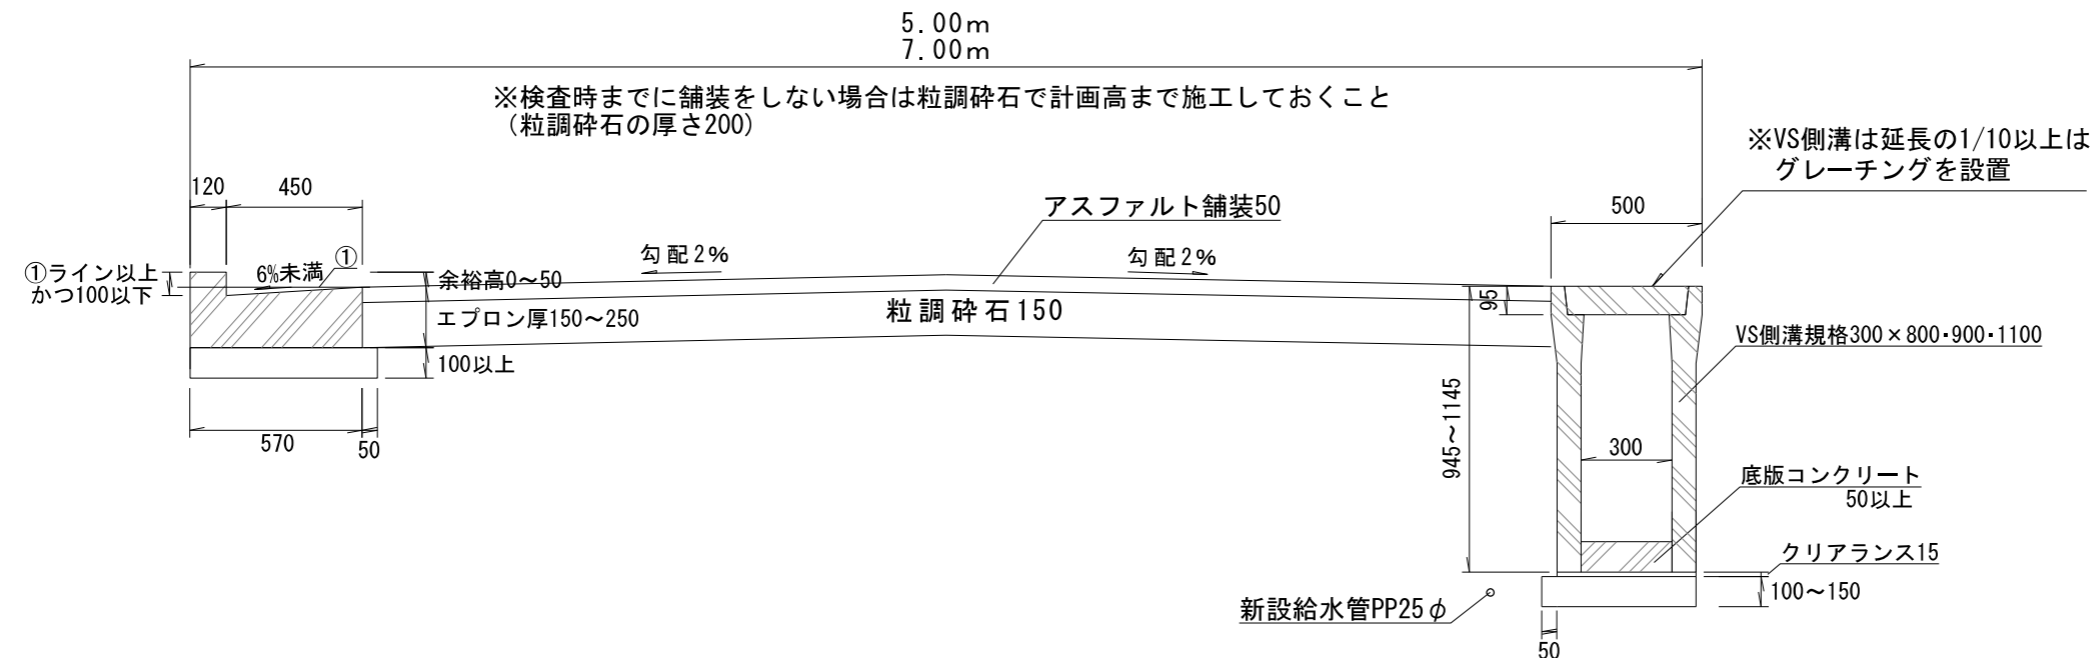 5.00ｍ
7.00ｍ
※検査時までに舗装をしない場合は粒調砕石で計画高まで施工しておくこと
（粒調砕石の厚さ200）
※VS側溝は延長の1/10以上は
グレーチングを設置
120
450
アスファルト舗装50
500
勾配2%
勾配2%
①ライン以上
かつ100以下
6%未満
①
余裕高0～50
エプロン厚150～250
100以上
粒調砕石150
95
VS側溝規格300×800・900・1100
945～1145
570
50
300
底版コンクリート
50以上
クリアランス15
100～150
新設給水管PP25φ
50